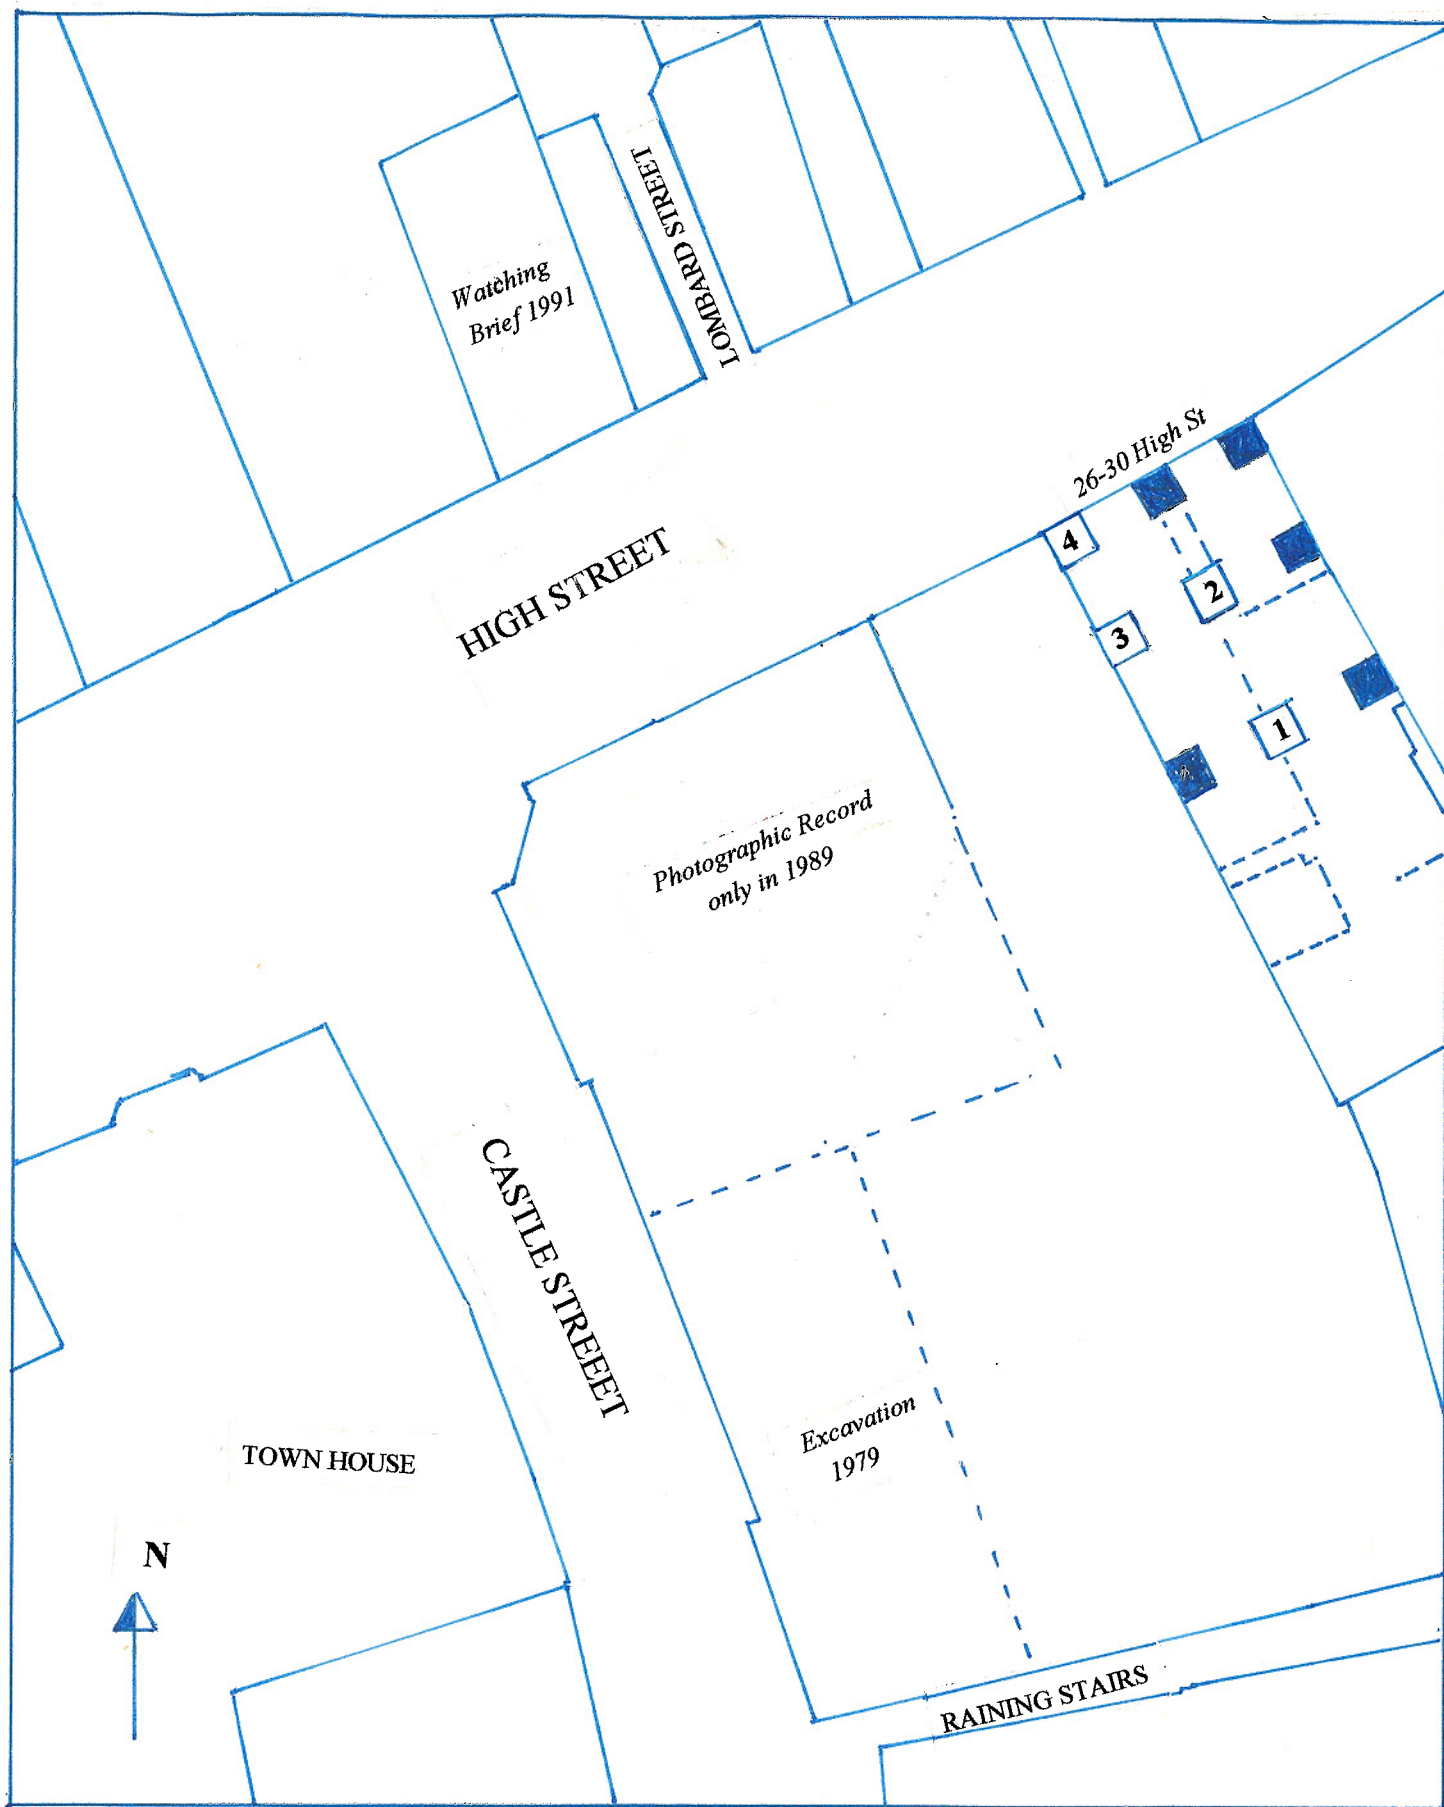 LOMBARD STREET
Watching
Brief 1991
26-30 High St
HIGH STREET
4
2
3
1
Photographic Record
only in 1989
CASTLE STREEET
Excavation
1979
TOWN HOUSE
N
RAINING STAIRS